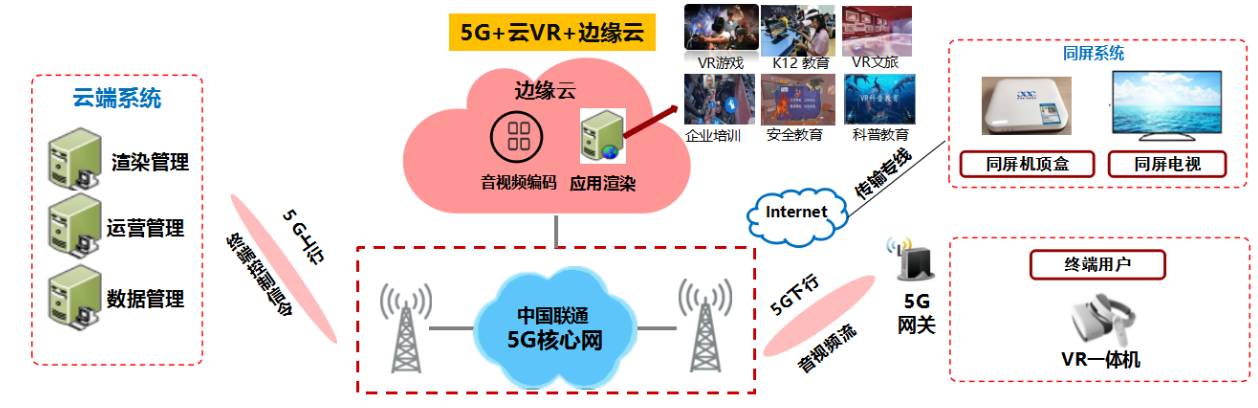 5G+云VR+边缘云
云端系统
渲染管理
运营管理
数据管理
5G上行
终端控制信令
边缘云
音视频编码
应用渲染
VR游戏
K12 教育
VR文旅
VR科普教育
企业培训
安全教育
科普教育
中国联通
5G核心网
Internet
传输专线
5G下行
音视频流
5G
网关
同屏系统
同屏机顶盒
同屏电视
终端用户
VR一体机